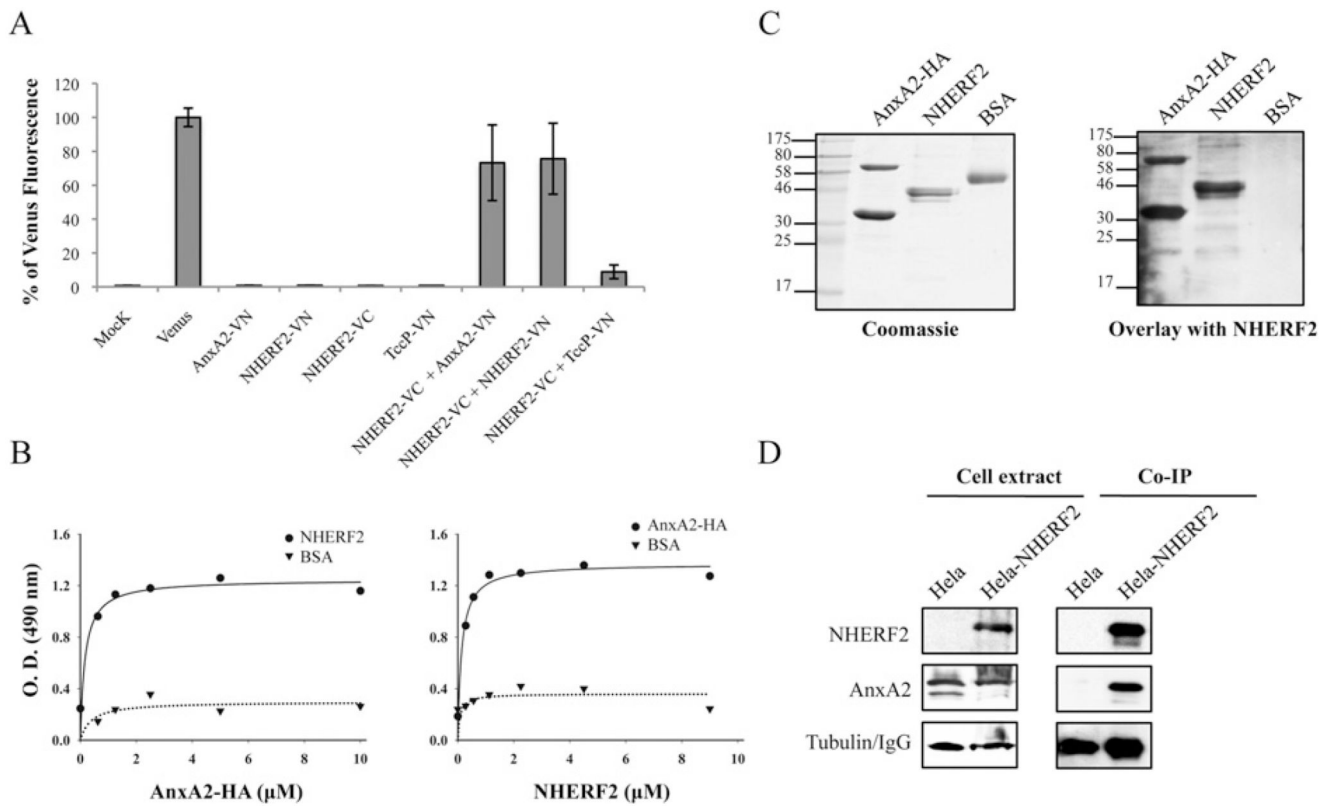 A
% of Venus Fluorescence
120
100
80
60
40
20
0
MocK
Venus
AnxA2-VN
NHERF2-VN
NHERF2-VC
TccP-VN
NHERF2-VC + AnxA2-VN
NHERF2-VC + NHERF2-VN
NHERF2-VC + TccP-VN
B
O. D. (490 nm)
1.6
1.2
0.8
0.4
0.0
NHERF2
BSA
0 2 4 6 8 10
AnxA2-HA (µM)
1.6
1.2
0.8
0.4
0.0
AnxA2-HA
BSA
0 2 4 6 8 10
NHERF2 (µM)
C
AnxA2-HA
NHERF2
BSA
175
80
58
46
30
25
17
Coomassie
AnxA2-HA
NHERF2
BSA
175
80
58
46
30
25
17
Overlay with NHERF2
D
Cell extract
Co-IP
Hela
Hela-NHERF2
Hela
Hela-NHERF2
NHERF2
AnxA2
Tubulin/IgG